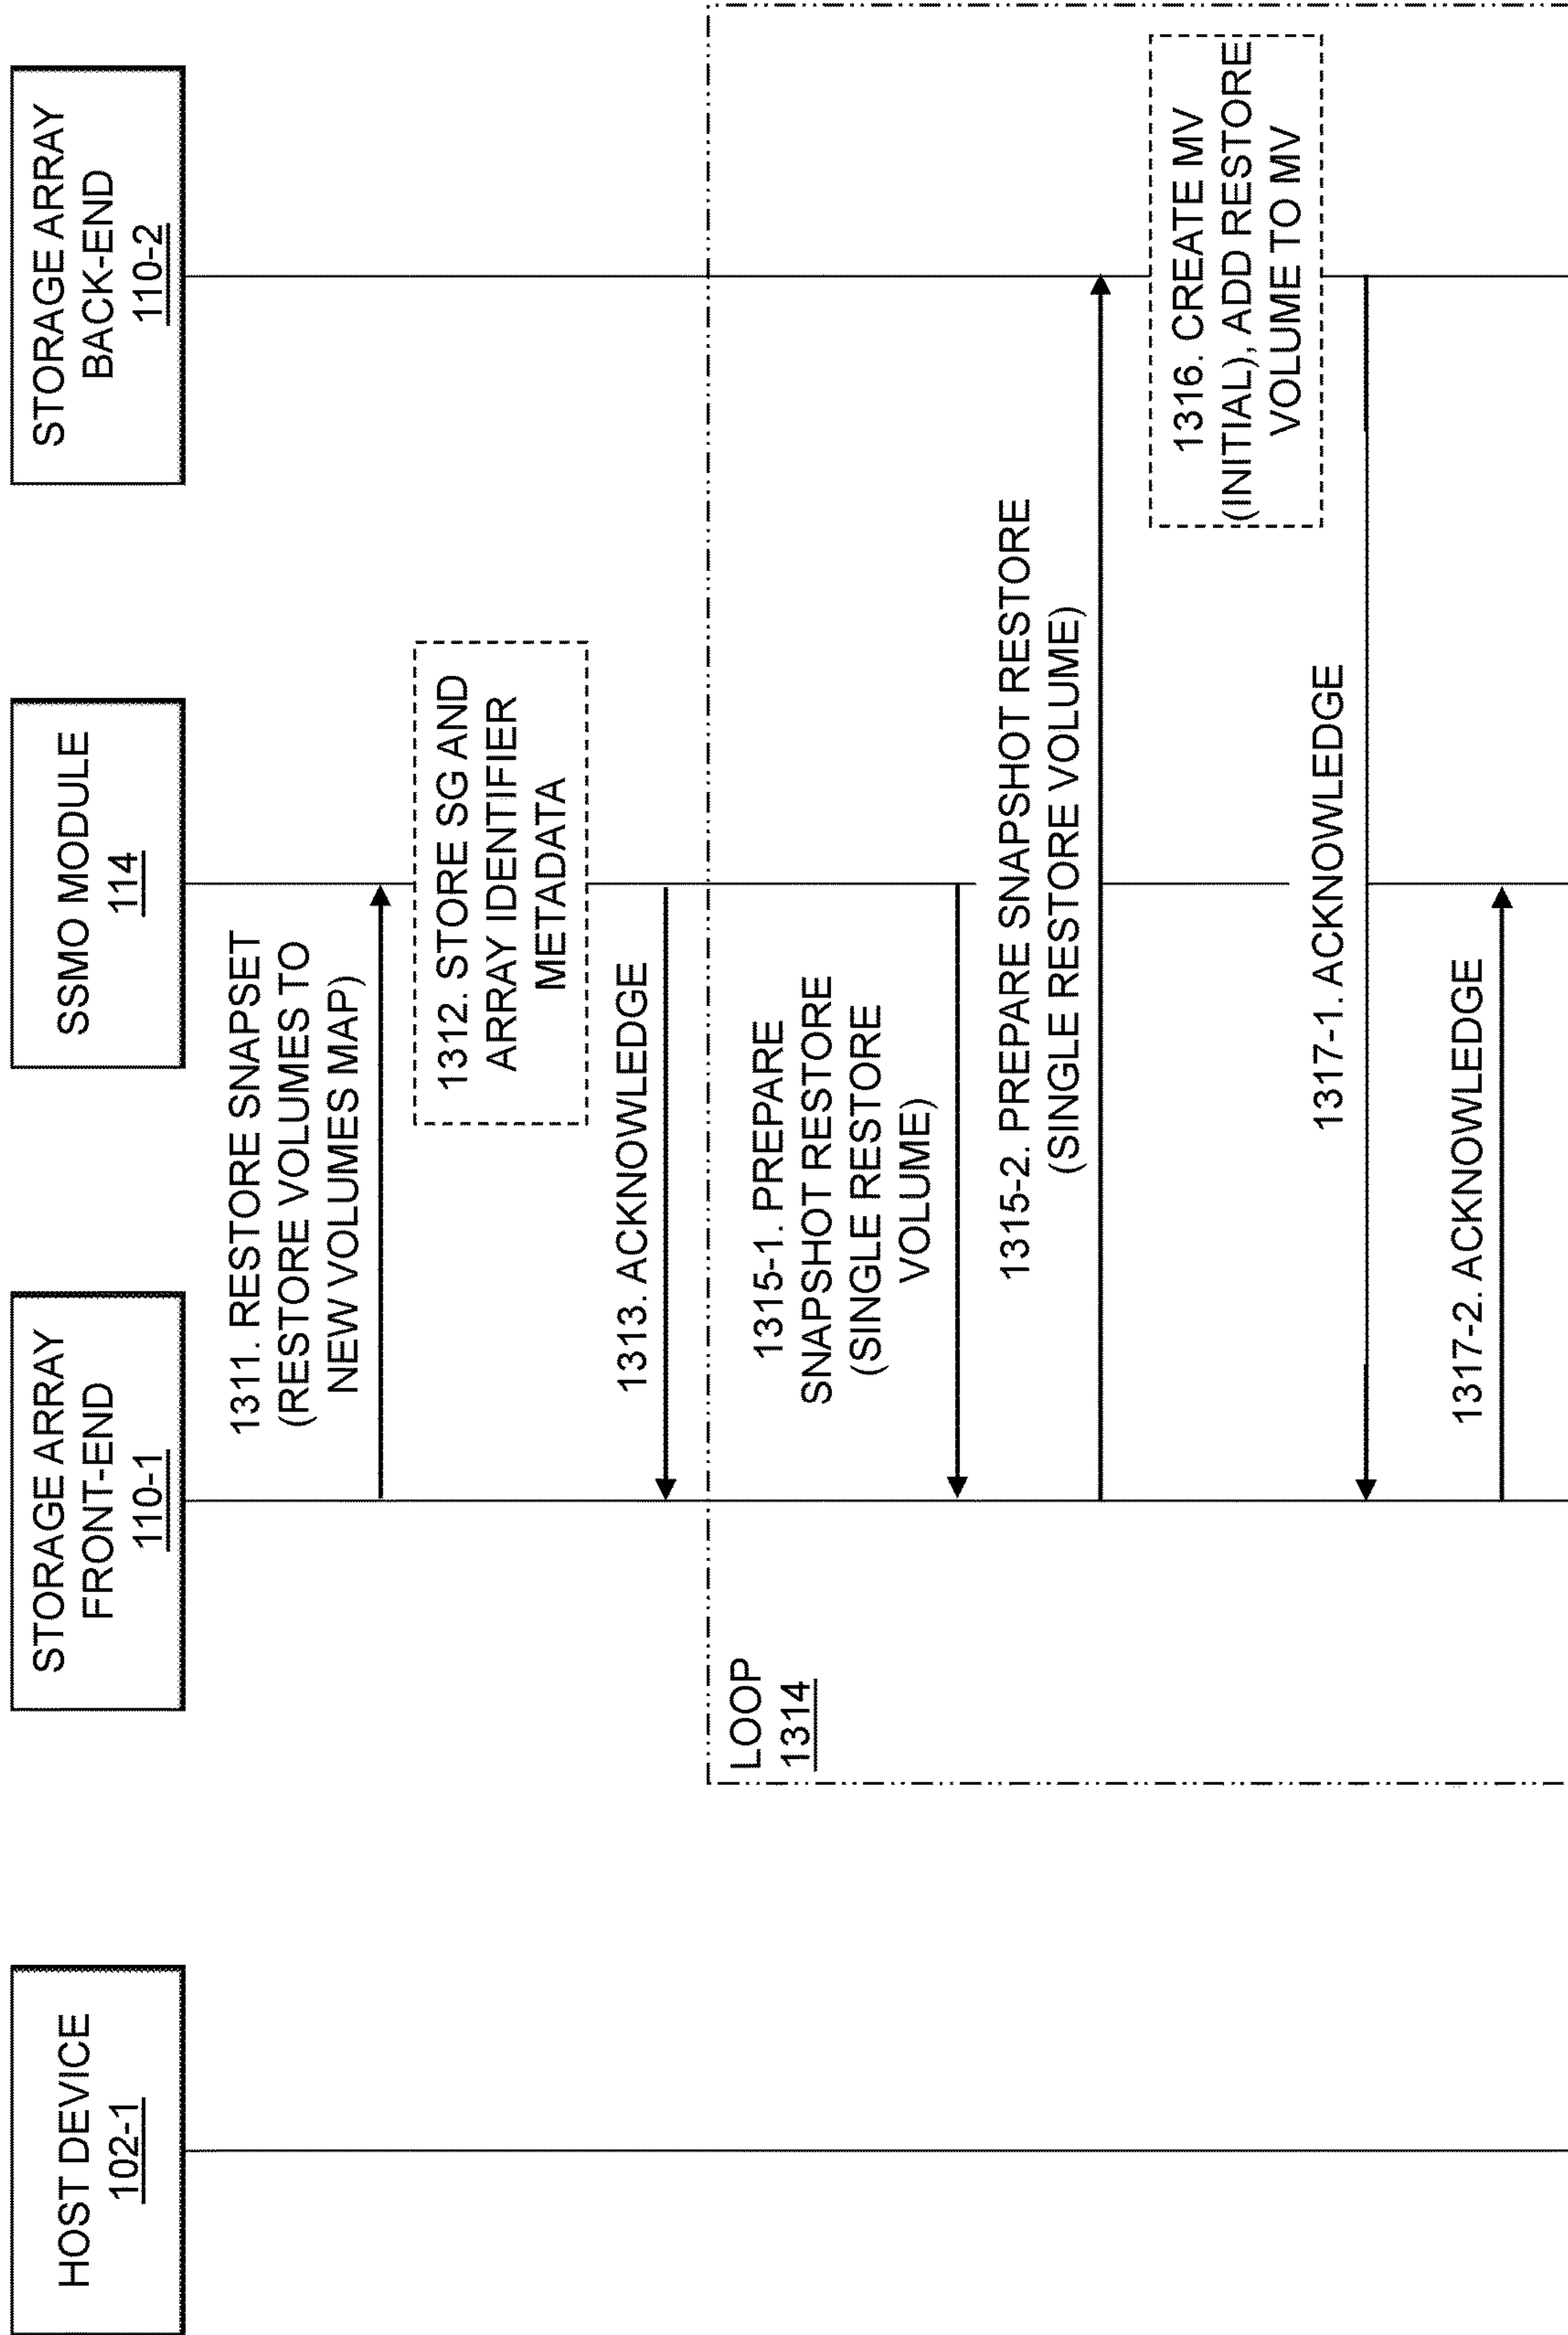 HOST DEVICE
102-1
STORAGE ARRAY
FRONT-END
110-1
SSMO MODULE
114
STORAGE ARRAY
BACK-END
110-2
1311. RESTORE SNAPSET
(RESTORE VOLUMES TO
NEW VOLUMES MAP)
1312. STORE SG AND
ARRAY IDENTIFIER
METADATA
1313. ACKNOWLEDGE
LOOP
1314
1315-1. PREPARE
SNAPSHOT RESTORE
(SINGLE RESTORE
VOLUME)
1315-2. PREPARE SNAPSHOT RESTORE
(SINGLE RESTORE VOLUME)
1316. CREATE MV
(INITIAL), ADD RESTORE
VOLUME TO MV
1317-1. ACKNOWLEDGE
1317-2. ACKNOWLEDGE